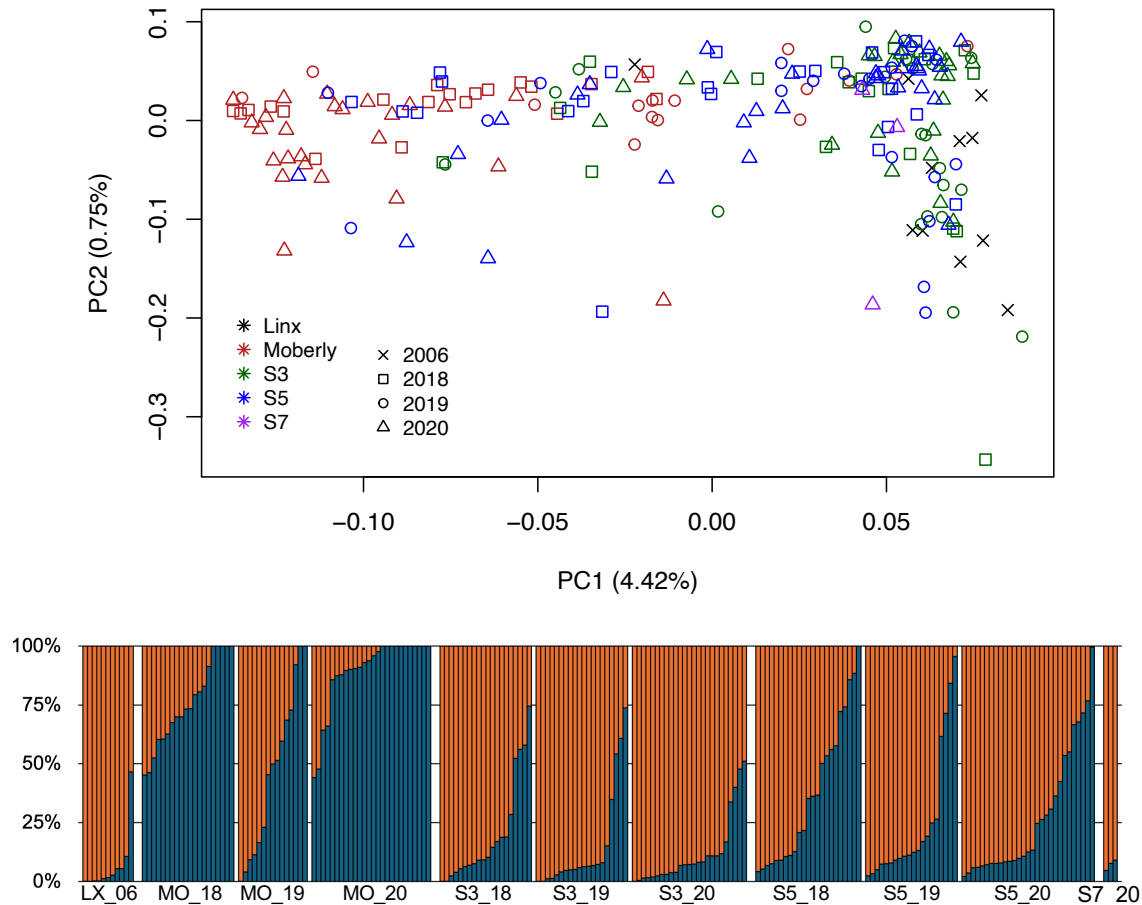 0.1
0.0
−0.1
−0.2
−0.3
PC2 (0.75%)
Linx
Moberly
S3
S5
S7
2006
2018
2019
2020
−0.10
−0.05
0.00
0.05
PC1 (4.42%)
100%
75%
50%
25%
0%
LX_06
MO_18
MO_19
MO_20
S3_18
S3_19
S3_20
S5_18
S5_19
S5_20
S7_20